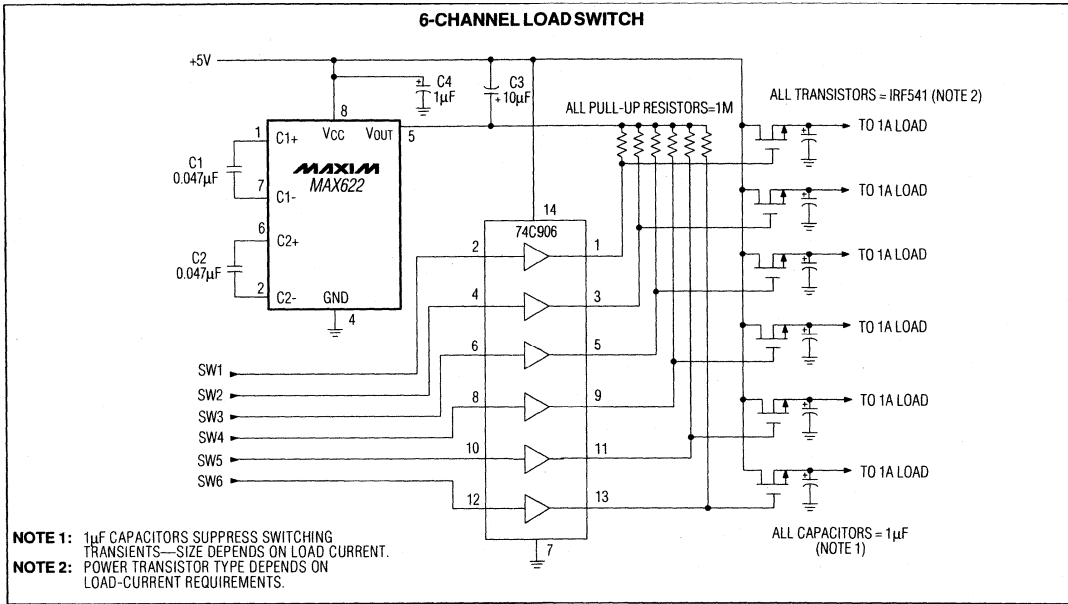 6-CHANNEL LOAD SWITCH
+5V
C4
1µF
C3
10µF
+
+
ALL PULL-UP RESISTORS=1M
ALL TRANSISTORS = IRF541 (NOTE 2)
8
VCC
VOUT
5
1
C1+
MAXIM
MAX622
C1
0.047µF
7
C1-
6
C2+
C2
0.047µF
2
C2-
GND
4
14
74C906
2
1
4
3
6
5
8
9
10
11
12
13
7
SW1
SW2
SW3
SW4
SW5
SW6
+
TO 1A LOAD
+
TO 1A LOAD
+
TO 1A LOAD
+
TO 1A LOAD
+
TO 1A LOAD
+
TO 1A LOAD
ALL CAPACITORS = 1µF
(NOTE 1)
NOTE 1: 1µF CAPACITORS SUPPRESS SWITCHING
TRANSIENTS—SIZE DEPENDS ON LOAD CURRENT.
NOTE 2: POWER TRANSISTOR TYPE DEPENDS ON
LOAD-CURRENT REQUIREMENTS.